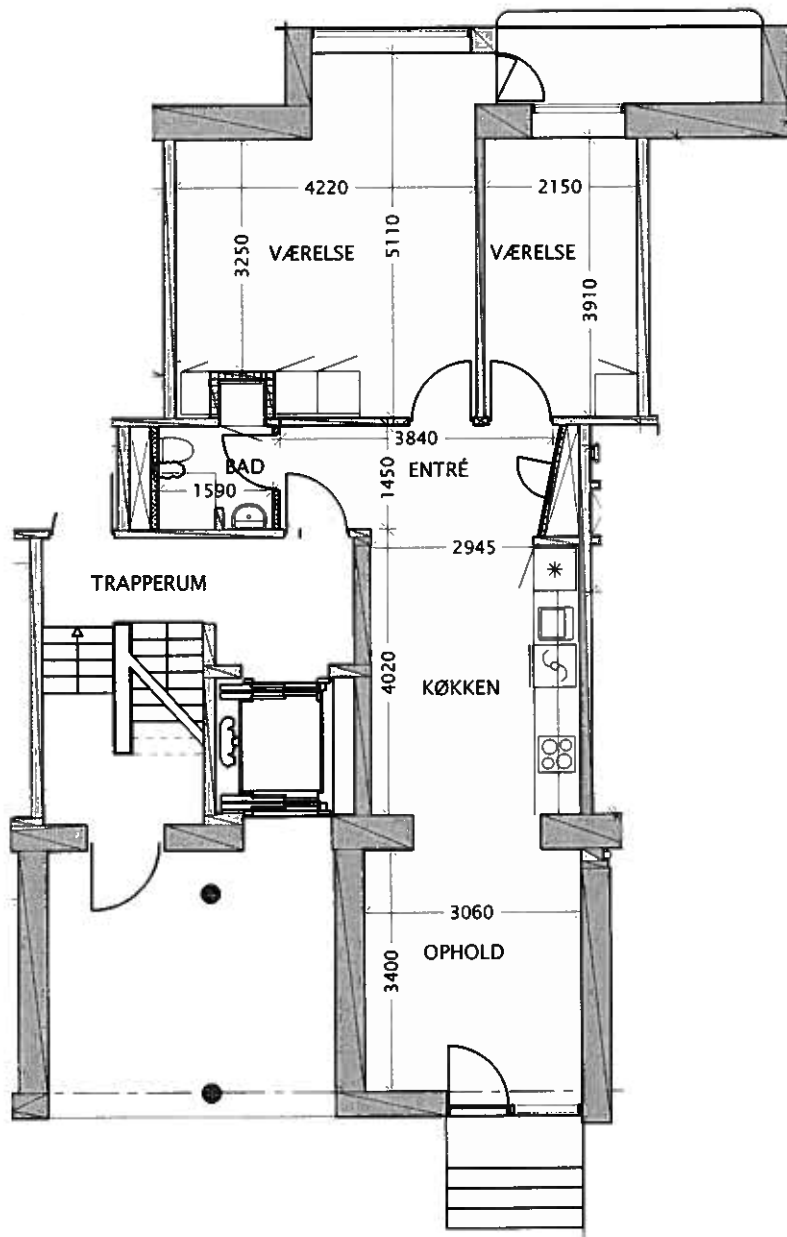 4220
2150
3250
VÆRELSE
5110
VÆRELSE
3910
3840
BAD
ENTRÉ
1590
1450
2945
TRAPPERUM
4020
KØKKEN
3060
OPHOLD
3400